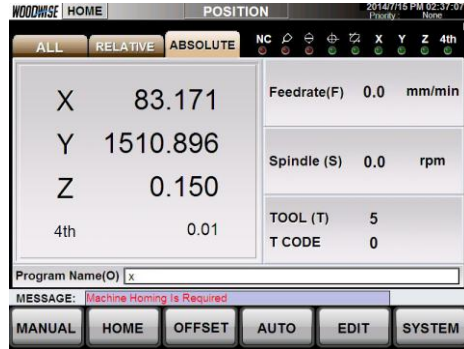 WOODWISE HOME POSITION 2014/7/15 PM 02:37:07
Priority: None
ALL RELATIVE ABSOLUTE NC X Y Z 4th
X 83.171
Y 1510.896
Z 0.150
4th 0.01
Feedrate(F) 0.0 mm/min
Spindle (S) 0.0 rpm
TOOL (T) 5
T CODE 0
Program Name(O) x
MESSAGE: Machine Homing Is Required
MANUAL HOME OFFSET AUTO EDIT SYSTEM